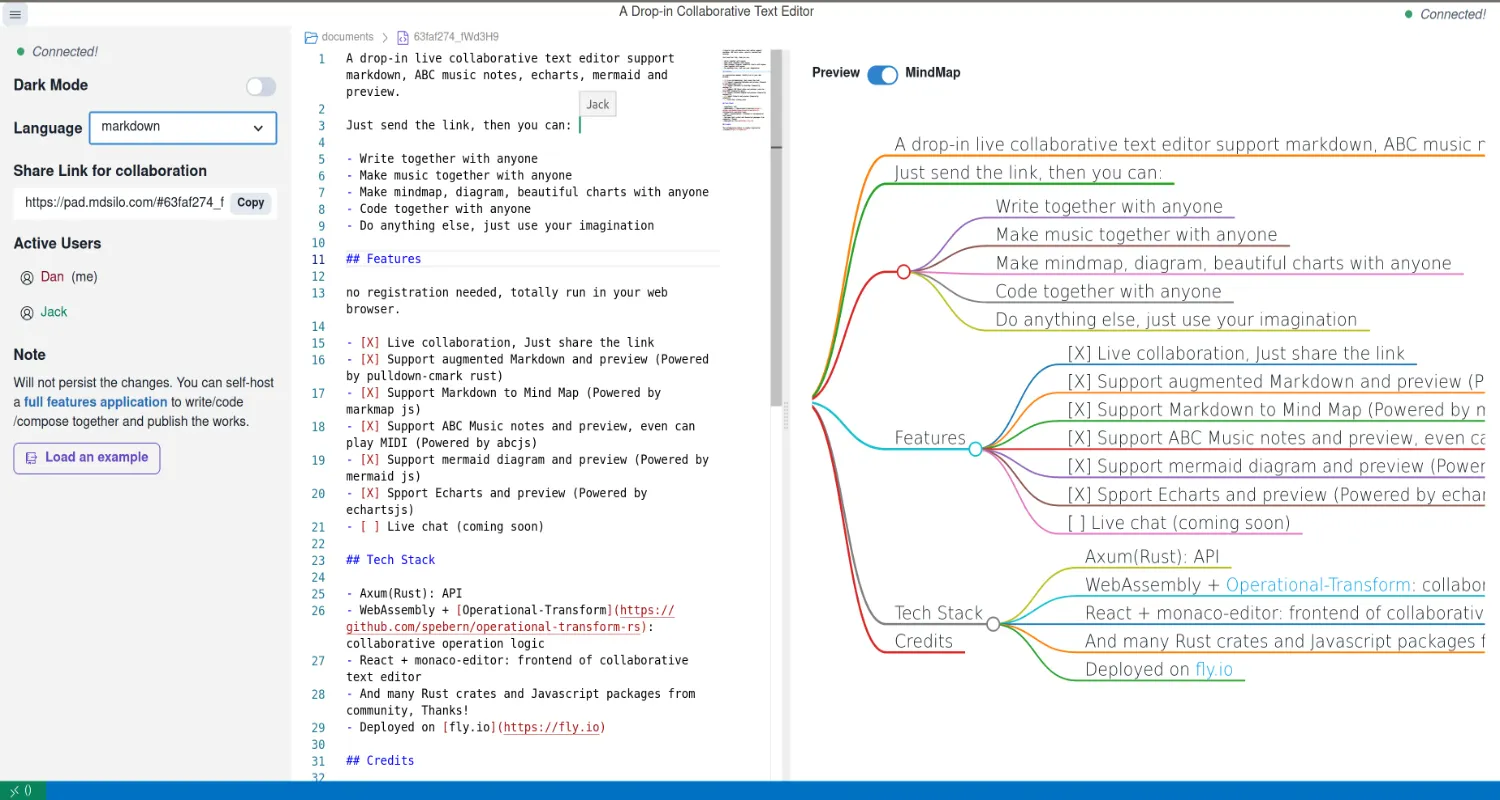 A Drop-in Collaborative Text Editor
Connected!
Connected!
Dark Mode
Language
markdown
Share Link for collaboration
https://pad.mdsilo.com/#63faf274_f
Copy
Active Users
Dan (me)
Jack
Note
Will not persist the changes. You can self-host
a full features application to write/code
/compose together and publish the works.
Load an example
documents
63faf274_fWd3H9
1 A drop-in live collaborative text editor support
markdown, ABC music notes, echarts, mermaid and
preview.
Jack
2
3 Just send the link, then you can:
4
5 - Write together with anyone
6 - Make music together with anyone
7 - Make mindmap, diagram, beautiful charts with anyone
8 - Code together with anyone
9 - Do anything else, just use your imagination
10
11 ## Features
12
13 no registration needed, totally run in your web
browser.
14
15 - [X] Live collaboration, Just share the link
16 - [X] Support augmented Markdown and preview (Powered
by pulldown-cmark rust)
17 - [X] Support Markdown to Mind Map (Powered by
markmap js)
18 - [X] Support ABC Music notes and preview, even can
play MIDI (Powered by abcjs)
19 - [X] Support mermaid diagram and preview (Powered by
mermaid js)
20 - [X] Spport Echarts and preview (Powered by
echartsjs)
21 - [ ] Live chat (coming soon)
22
23 ## Tech Stack
24
25 - Axum(Rust): API
26 - WebAssembly + [Operational-Transform](https://
github.com/spebern/operational-transform-rs):
collaborative operation logic
27 - React + monaco-editor: frontend of collaborative
text editor
28 - And many Rust crates and Javascript packages from
community, Thanks!
29 - Deployed on [fly.io](https://fly.io)
30
31 ## Credits
32
Preview MindMap
A drop-in live collaborative text editor support markdown, ABC music
Just send the link, then you can:
Write together with anyone
Make music together with anyone
Make mindmap, diagram, beautiful charts with anyone
Code together with anyone
Do anything else, just use your imagination
Features
[X] Live collaboration, Just share the link
[X] Support augmented Markdown and preview (P
[X] Support Markdown to Mind Map (Powered by
[X] Support ABC Music notes and preview, even ca
[X] Support mermaid diagram and preview (Power
[X] Spport Echarts and preview (Powered by echar
[ ] Live chat (coming soon)
Tech Stack
Axum(Rust): API
WebAssembly + Operational-Transform: collabor
React + monaco-editor: frontend of collaborativ
And many Rust crates and Javascript packages f
Deployed on fly.io
Credits
()